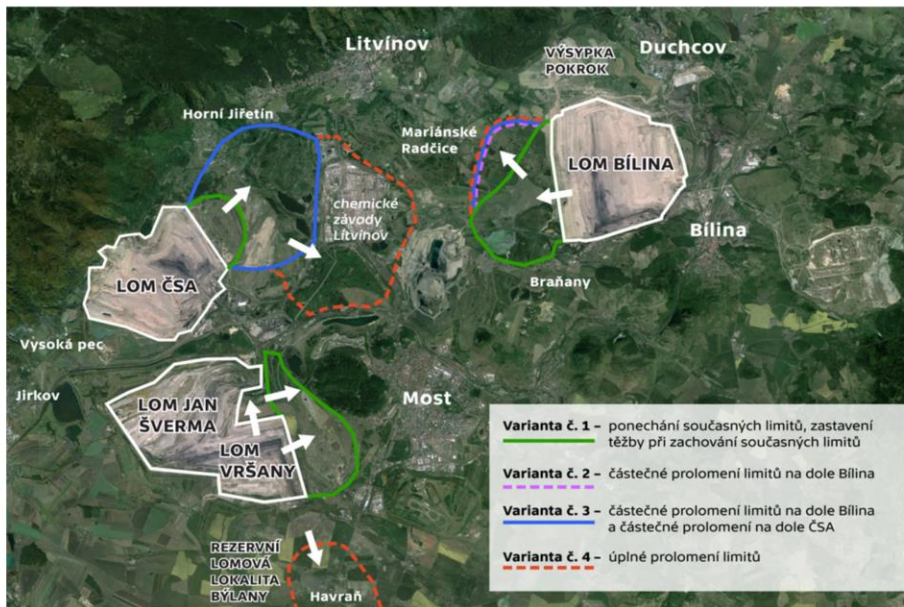 Litvínov
Duchcov
VÝSYPKA
POKROK
Horní Jiřetín
Mariánské
Radčice
LOM BÍLINA
chemické
závody
Litvínov
Bílina
LOM ČSA
Braňany
Vysoká pec
Jirkov
LOM JAN
ŠVERMA
Most
LOM
VRŠANY
Varianta č. 1 – ponechání současných limitů, zastavení
těžby při zachování současných limitů
Varianta č. 2 – částečné prolomení limitů na dole Bílina
Varianta č. 3 – částečné prolomení limitů na dole Bílina
a částečné prolomení na dole ČSA
Varianta č. 4 – úplné prolomení limitů
REZERVNÍ
LOMOVÁ
LOKALITA
BÝLANY
Havraň